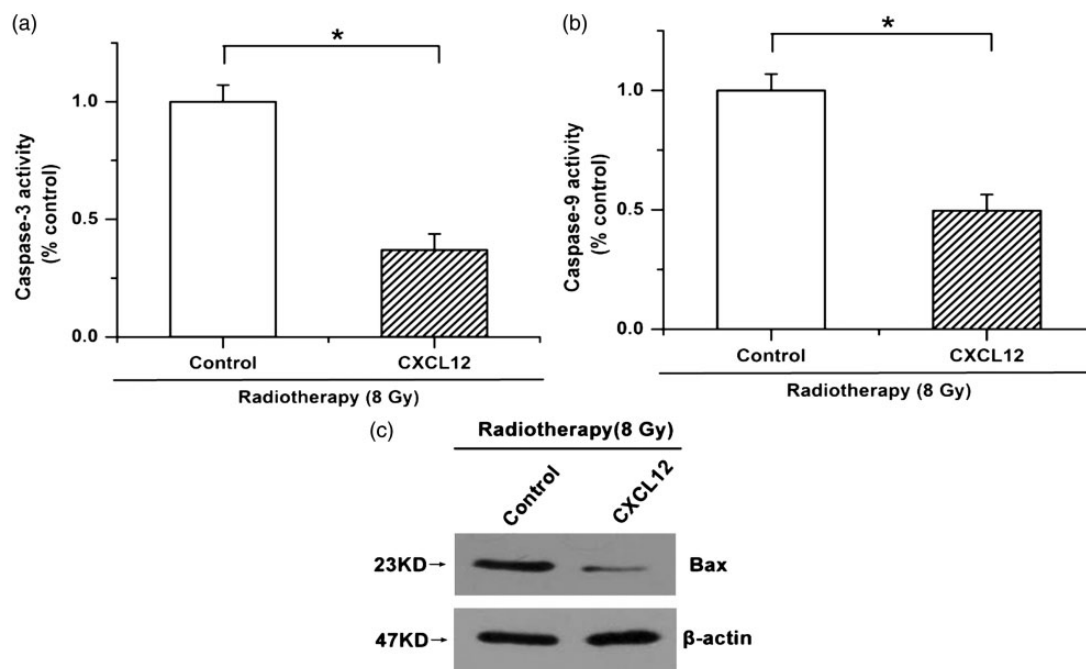 (a)
*
Caspase-3 activity
(% control)
1.0
0.5
0.0
Control CXCL12
Radiotherapy (8 Gy)
(b)
*
Caspase-9 activity
(% control)
1.0
0.5
0.0
Control CXCL12
Radiotherapy (8 Gy)
(c)
Radiotherapy(8 Gy)
Control CXCL12
23KD→ Bax
47KD→ β-actin